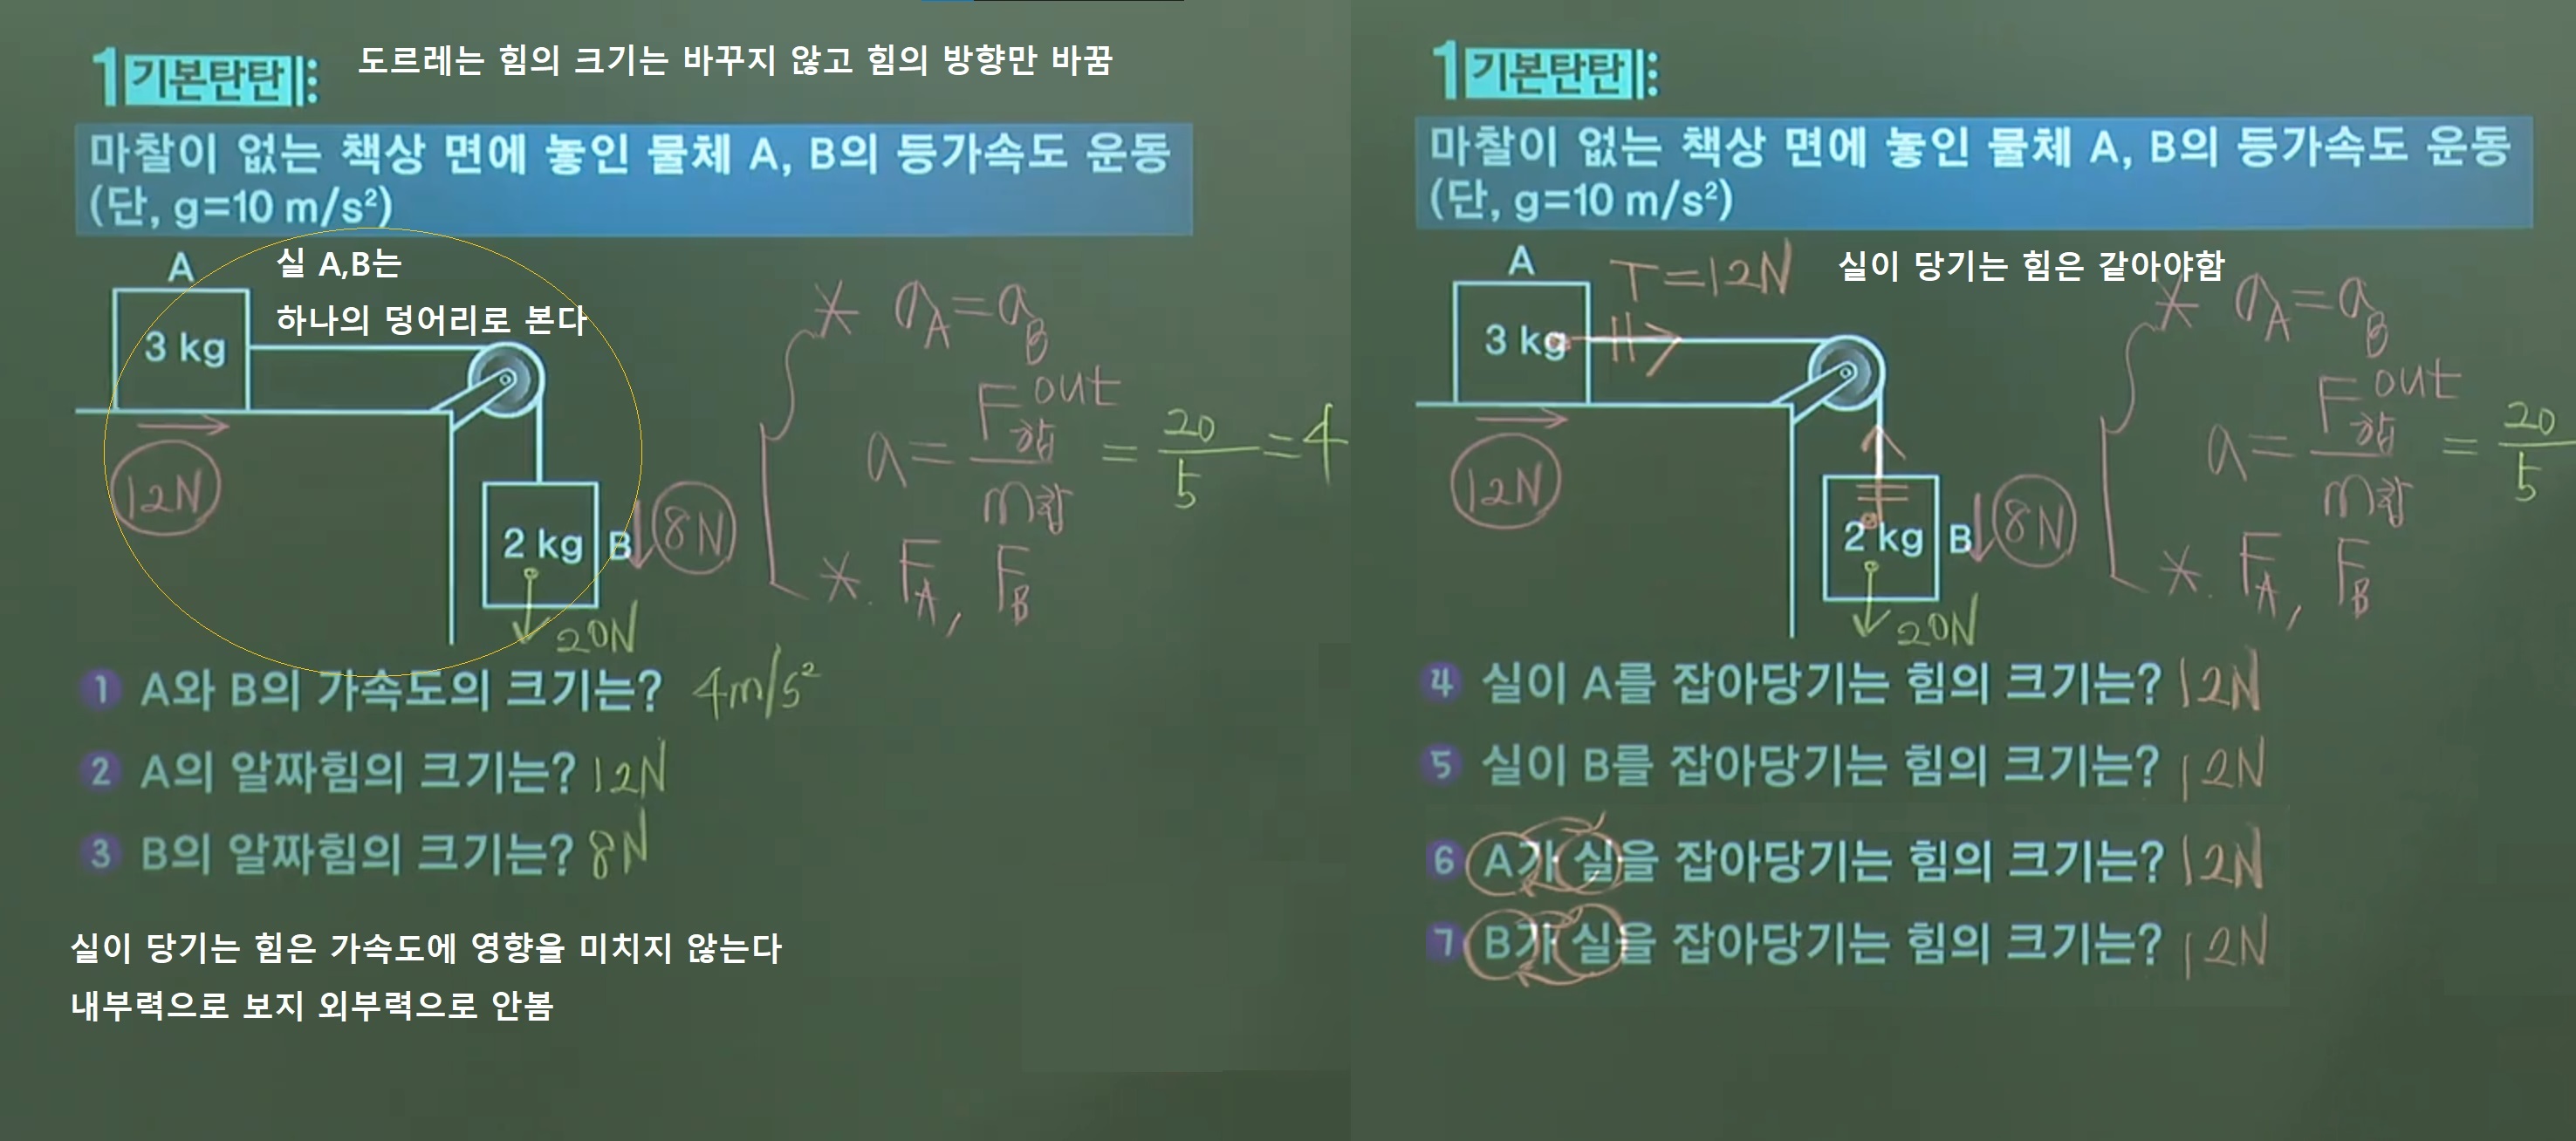 도르레는 힘의 크기는 바꾸지 않고 힘의 방향만 바꿈
1 기본탄탄
마찰이 없는 책상 면에 놓인 물체 A, B의 등가속도 운동
(단, g=10 m/s²)
A
실 A,B는
하나의 덩어리로 본다
3 kg
12N
2 kg
B
8N
20N
* a_A = a_B
a = F합^out / m합 = 20/5 = 4
* F_A, F_B
① A와 B의 가속도의 크기는? 4m/s²
② A의 알짜힘의 크기는? 12N
③ B의 알짜힘의 크기는? 8N
실이 당기는 힘은 가속도에 영향을 미치지 않는다
내부력으로 보지 외부력으로 안봄
1 기본탄탄
마찰이 없는 책상 면에 놓인 물체 A, B의 등가속도 운동
(단, g=10 m/s²)
A
T=12N
실이 당기는 힘은 같아야함
3 kg
12N
2 kg
B
8N
20N
* a_A = a_B
a = F합^out / m합 = 20/5
* F_A, F_B
④ 실이 A를 잡아당기는 힘의 크기는? 12N
⑤ 실이 B를 잡아당기는 힘의 크기는? 12N
⑥ A가 실을 잡아당기는 힘의 크기는? 12N
⑦ B가 실을 잡아당기는 힘의 크기는? 12N